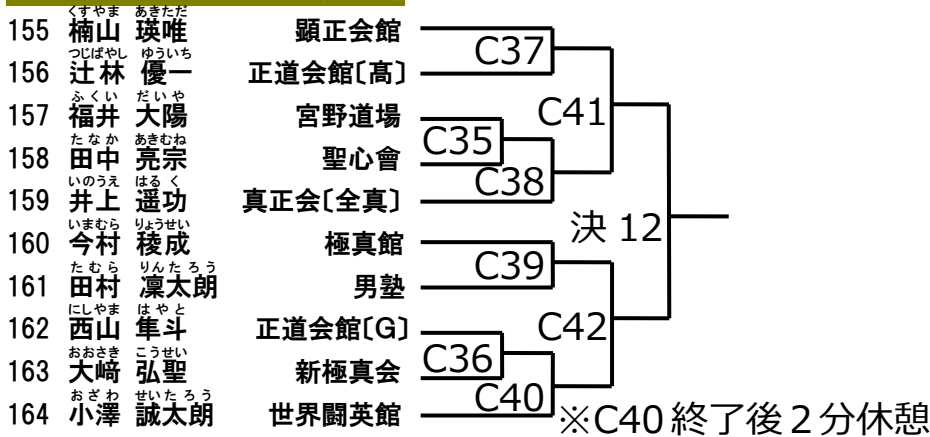 くすやま あきただ
155 楠山 瑛唯 顕正会館
C37
つじばやし ゆういち
156 辻林 優一 正道会館〔髙〕
ふくい だいや
157 福井 大陽 宮野道場
C41
C35
たなか あきむね
158 田中 亮宗 聖心會
C38
いのうえ はるく
159 井上 遥功 真正会〔全真〕
決 12
いまむら りょうせい
160 今村 稜成 極真館
C39
たむら りんたろう
161 田村 凜太朗 男塾
にしやま はやと
162 西山 隼斗 正道会館〔G〕
C42
C36
おおさき こうせい
163 大﨑 弘聖 新極真会
C40
おざわ せいたろう
164 小澤 誠太朗 世界闘英館
※C40 終了後２分休憩